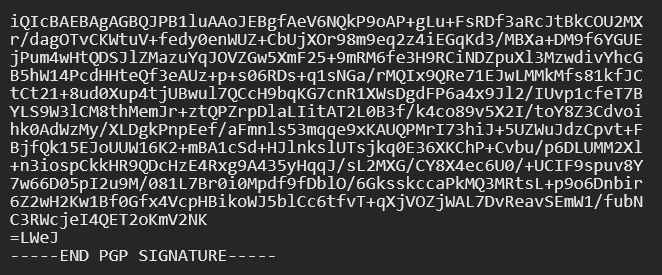 iQIcBAEBAgAGBQJPB1luAAoJEBgfAeV6NQkP9oAP+gLu+FsRDf3aRcJtBkCOU2MX
r/dagOTvCKWtuV+fedy0enWUZ+CbUjXOr98m9eq2z4iEGqKd3/MBXa+DM9f6YGUE
jPum4wHtQDSJlZMazuYqJOVZGw5XmF25+9mRM6fe3H9RCiNDZpuXl3MzwdivYhcG
B5hW14PcdHHteQf3eAUz+p+s06RDs+q1sNGa/rMQIx9QRe71EJwLMMkMfs81kfJC
tCt21+8ud0Xup4tjUBwul7QCcH9bqKG7cnR1XWsDgdFP6a4x9Jl2/IUvp1cfeT7B
YLS9W3lCM8thMemJr+ztQPZrpDlaLIitAT2L0B3f/k4co89v5X2I/toY8Z3Cdvoi
hk0AdWzMy/XLDgkPnpEef/aFmnls53mqqe9xKAUQPMrI73hiJ+5UZWuJdzCpvt+F
BjfQk15EJoUUW16K2+mBA1cSd+HJlnkslUTsjkq0E36XKChP+Cvbu/p6DLUMM2Xl
+n3iospCkkHR9QDcHzE4Rxg9A435yHqqJ/sL2MXG/CY8X4ec6U0/+UCIF9spuv8Y
7w66D05pI2u9M/081L7Br0i0Mpdf9fDblO/6GksskccaPkMQ3MRtsL+p9o6Dnbir
6Z2wH2Kw1Bf0Gfx4VcpHBikoWJ5blCc6tfvT+qXjVOZjWAL7DvReavSEmW1/fubN
C3RWcjeI4QET2oKmV2NK
=LWeJ
-----END PGP SIGNATURE-----